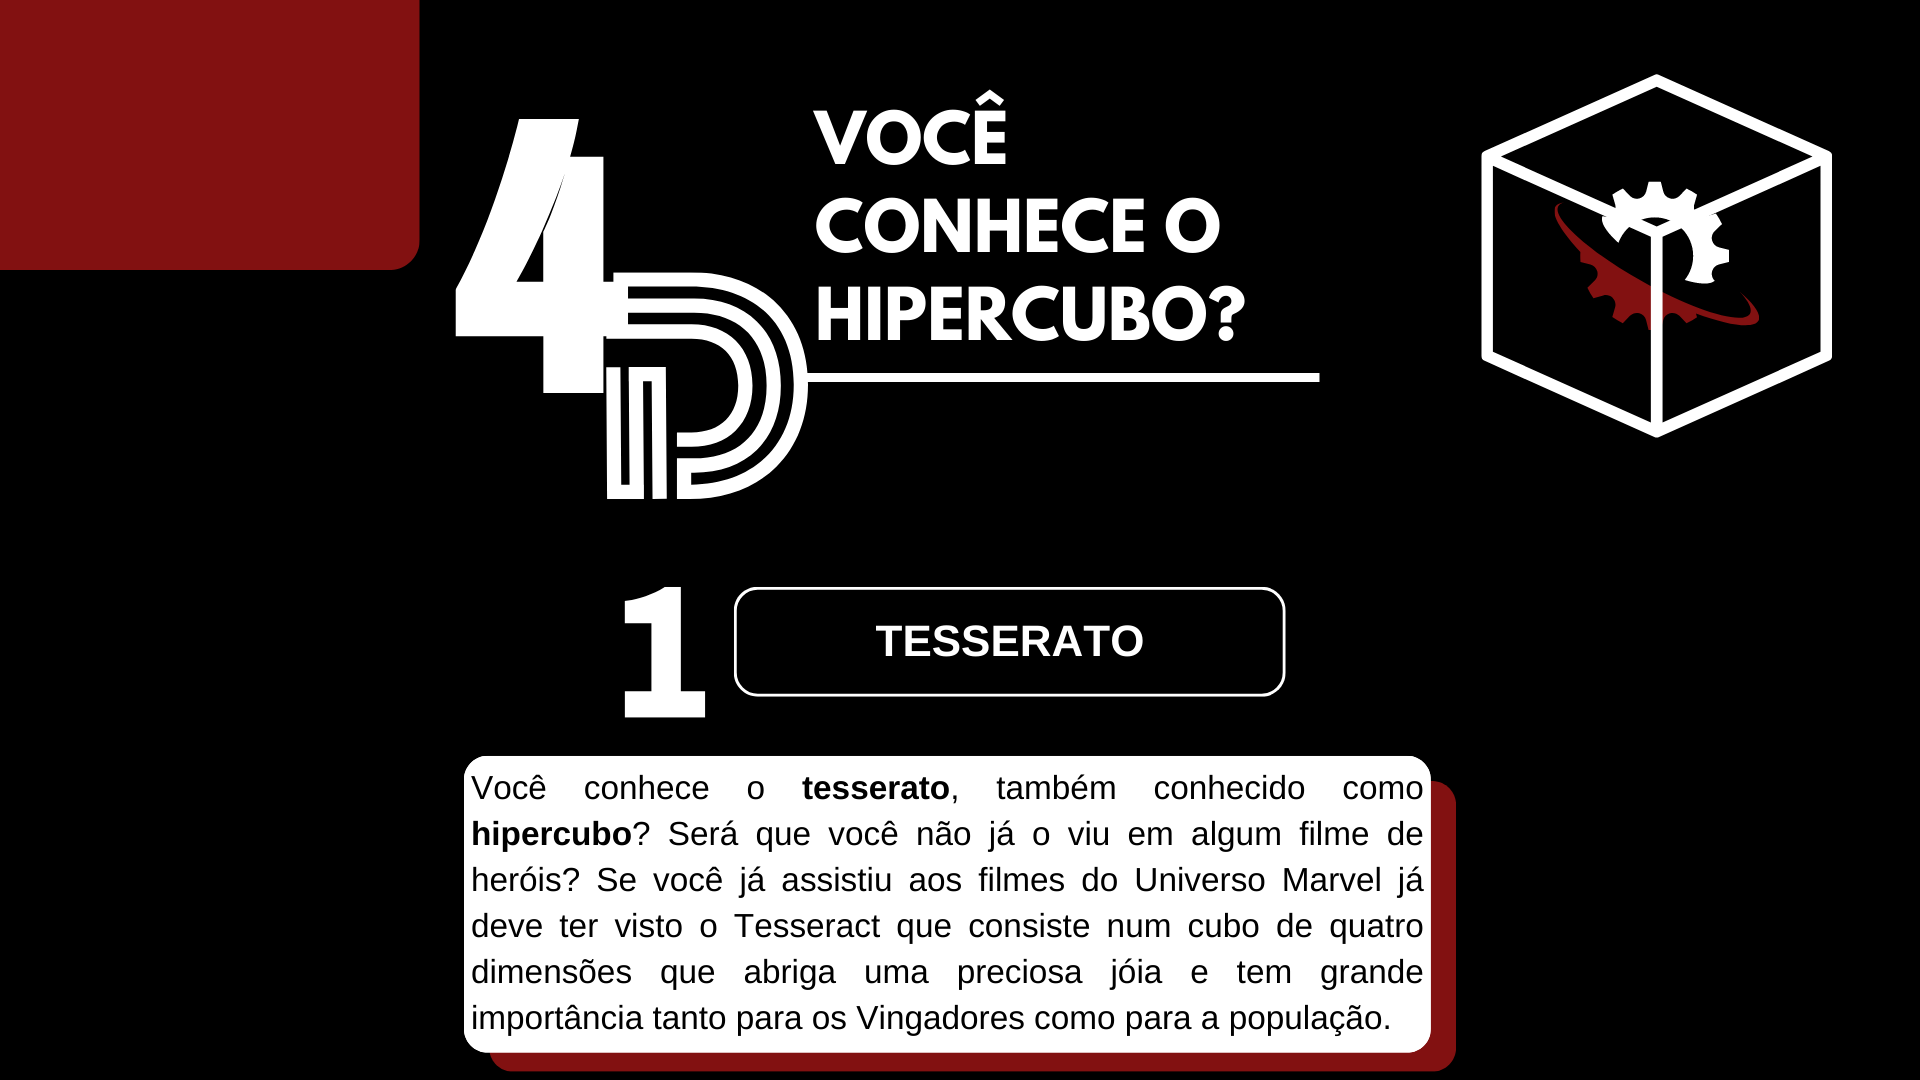 4D
VOCÊ
CONHECE O
HIPERCUBO?
1
TESSERATO
Você conhece o tesserato, também conhecido como
hipercubo? Será que você não já o viu em algum filme de
heróis? Se você já assistiu aos filmes do Universo Marvel já
deve ter visto o Tesseract que consiste num cubo de quatro
dimensões que abriga uma preciosa jóia e tem grande
importância tanto para os Vingadores como para a população.